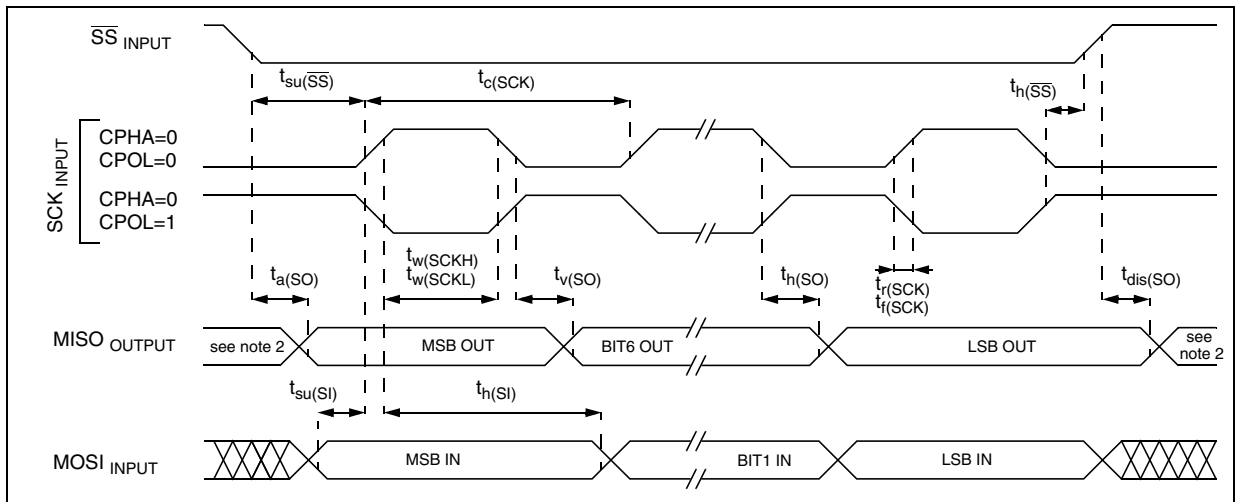 SS INPUT
tsu(SS)
tc(SCK)
th(SS)
SCK INPUT
CPHA=0
CPOL=0
CPHA=0
CPOL=1
ta(SO)
tw(SCKH)
tw(SCKL)
tv(SO)
th(SO)
tr(SCK)
tf(SCK)
tdis(SO)
MISO OUTPUT
see note 2
MSB OUT
BIT6 OUT
LSB OUT
see
note 2
tsu(SI)
th(SI)
MOSI INPUT
MSB IN
BIT1 IN
LSB IN